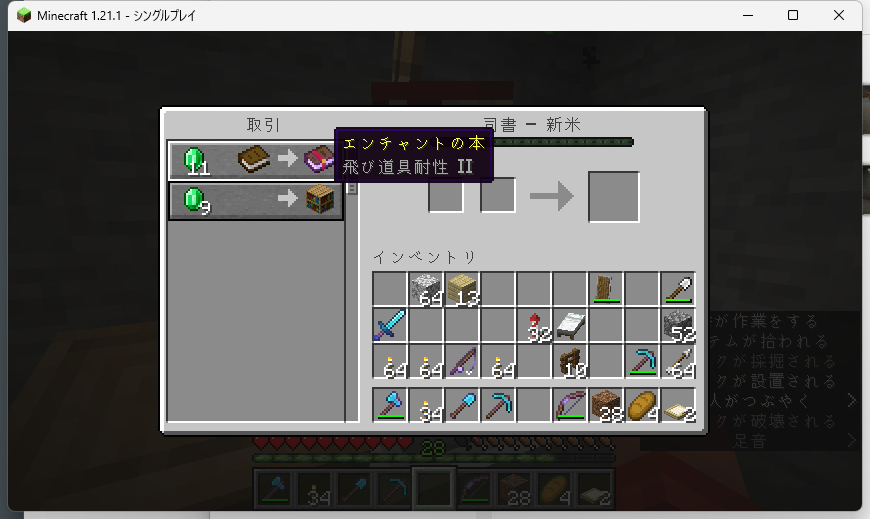 Minecraft 1.21.1 - シングルプレイ
取引
司書 － 新米
11
エンチャントの本
飛び道具耐性 II
9
インベントリ
64 13
32 52
64 64 64 10 64
34 28 4 2
が作業をする
テムが拾われる
クが採掘される
クが設置される
人がつぶやく >
クが破壊される
足音 >
28
34 28 4 2